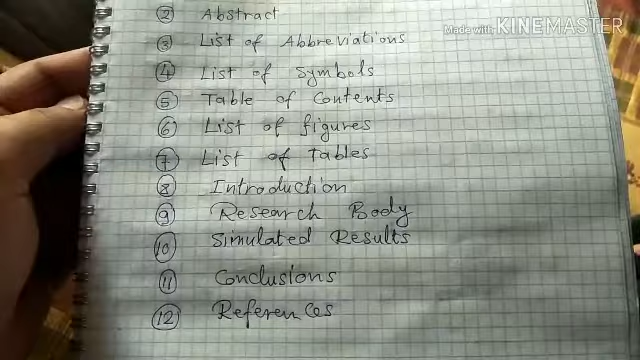 Made with KINEMASTER
② Abstract
③ List of Abbreviations
④ List of Symbols
⑤ Table of Contents
⑥ List of figures
⑦ List of Tables
⑧ Introduction
⑨ Research Body
⑩ Simulated Results
⑪ Conclusions
⑫ References